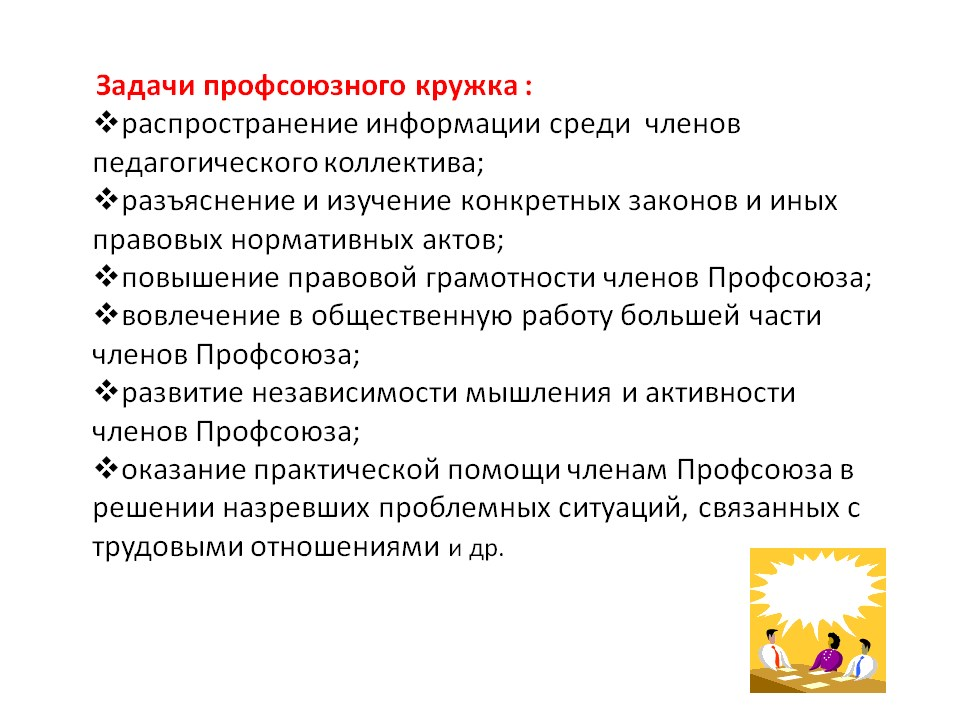 Задачи профсоюзного кружка :
❖распространение информации среди членов
педагогического коллектива;
❖разъяснение и изучение конкретных законов и иных
правовых нормативных актов;
❖повышение правовой грамотности членов Профсоюза;
❖вовлечение в общественную работу большей части
членов Профсоюза;
❖развитие независимости мышления и активности
членов Профсоюза;
❖оказание практической помощи членам Профсоюза в
решении назревших проблемных ситуаций, связанных с
трудовыми отношениями и др.